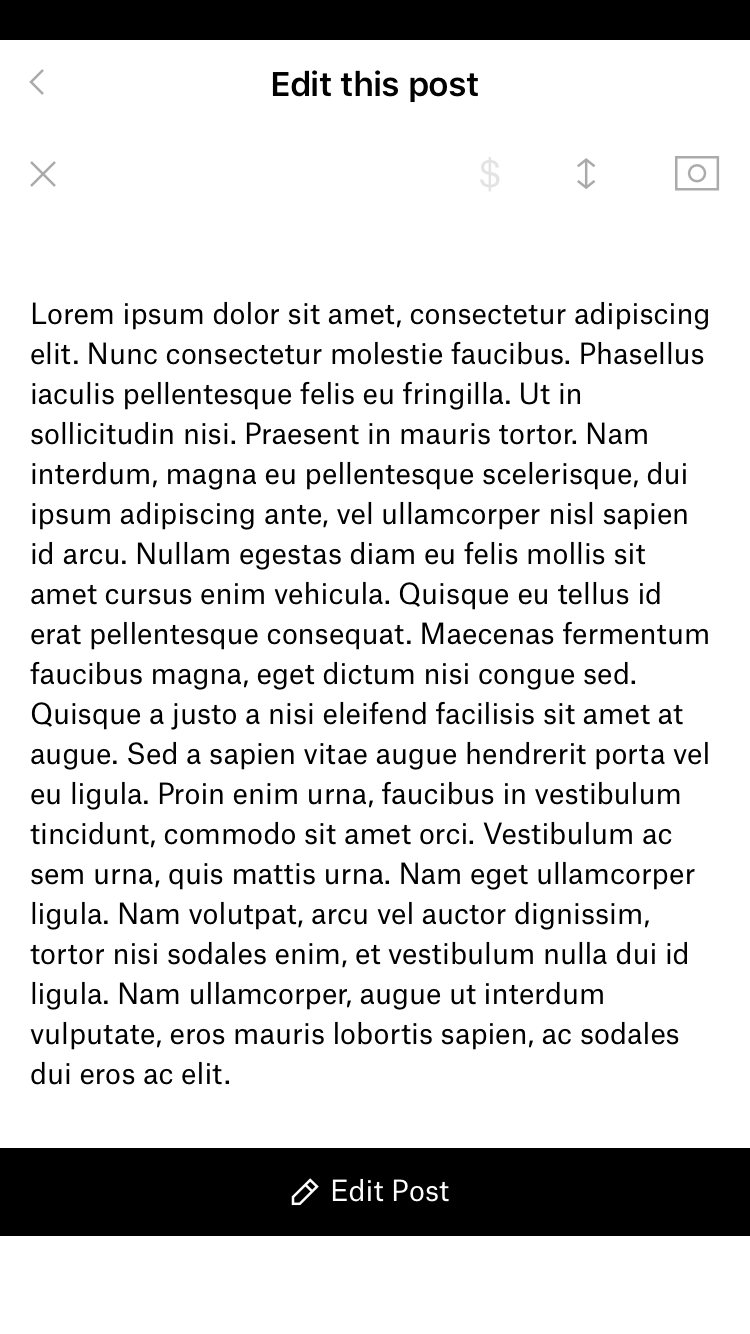 Edit this post
$
Lorem ipsum dolor sit amet, consectetur adipiscing
elit. Nunc consectetur molestie faucibus. Phasellus
iaculis pellentesque felis eu fringilla. Ut in
sollicitudin nisi. Praesent in mauris tortor. Nam
interdum, magna eu pellentesque scelerisque, dui
ipsum adipiscing ante, vel ullamcorper nisl sapien
id arcu. Nullam egestas diam eu felis mollis sit
amet cursus enim vehicula. Quisque eu tellus id
erat pellentesque consequat. Maecenas fermentum
faucibus magna, eget dictum nisi congue sed.
Quisque a justo a nisi eleifend facilisis sit amet at
augue. Sed a sapien vitae augue hendrerit porta vel
eu ligula. Proin enim urna, faucibus in vestibulum
tincidunt, commodo sit amet orci. Vestibulum ac
sem urna, quis mattis urna. Nam eget ullamcorper
ligula. Nam volutpat, arcu vel auctor dignissim,
tortor nisi sodales enim, et vestibulum nulla dui id
ligula. Nam ullamcorper, augue ut interdum
vulputate, eros mauris lobortis sapien, ac sodales
dui eros ac elit.
Edit Post